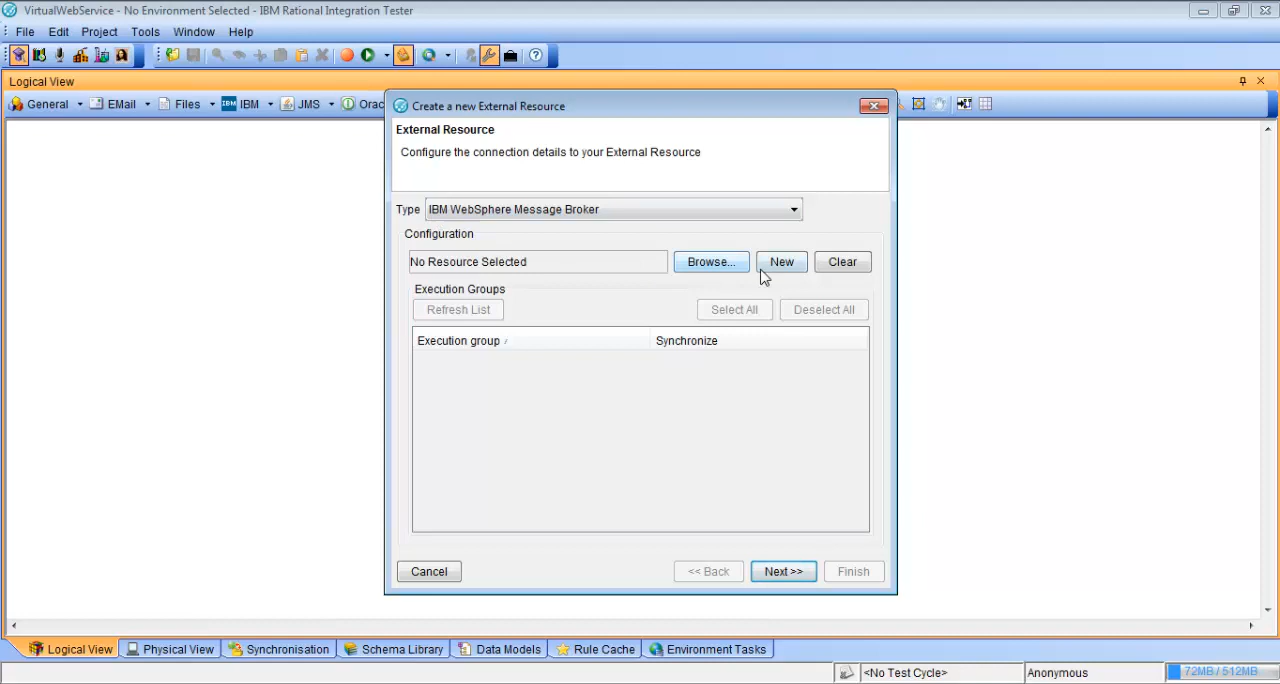 VirtualWebService - No Environment Selected - IBM Rational Integration Tester
File Edit Project Tools Window Help
Logical View
General EMail Files IBM IBM JMS Orac
Create a new External Resource
External Resource
Configure the connection details to your External Resource
Type IBM WebSphere Message Broker
Configuration
No Resource Selected Browse... New Clear
Execution Groups
Refresh List Select All Deselect All
Execution group / Synchronize
Cancel << Back Next >> Finish
Logical View Physical View Synchronisation Schema Library Data Models Rule Cache Environment Tasks
<No Test Cycle> Anonymous 72MB / 512MB